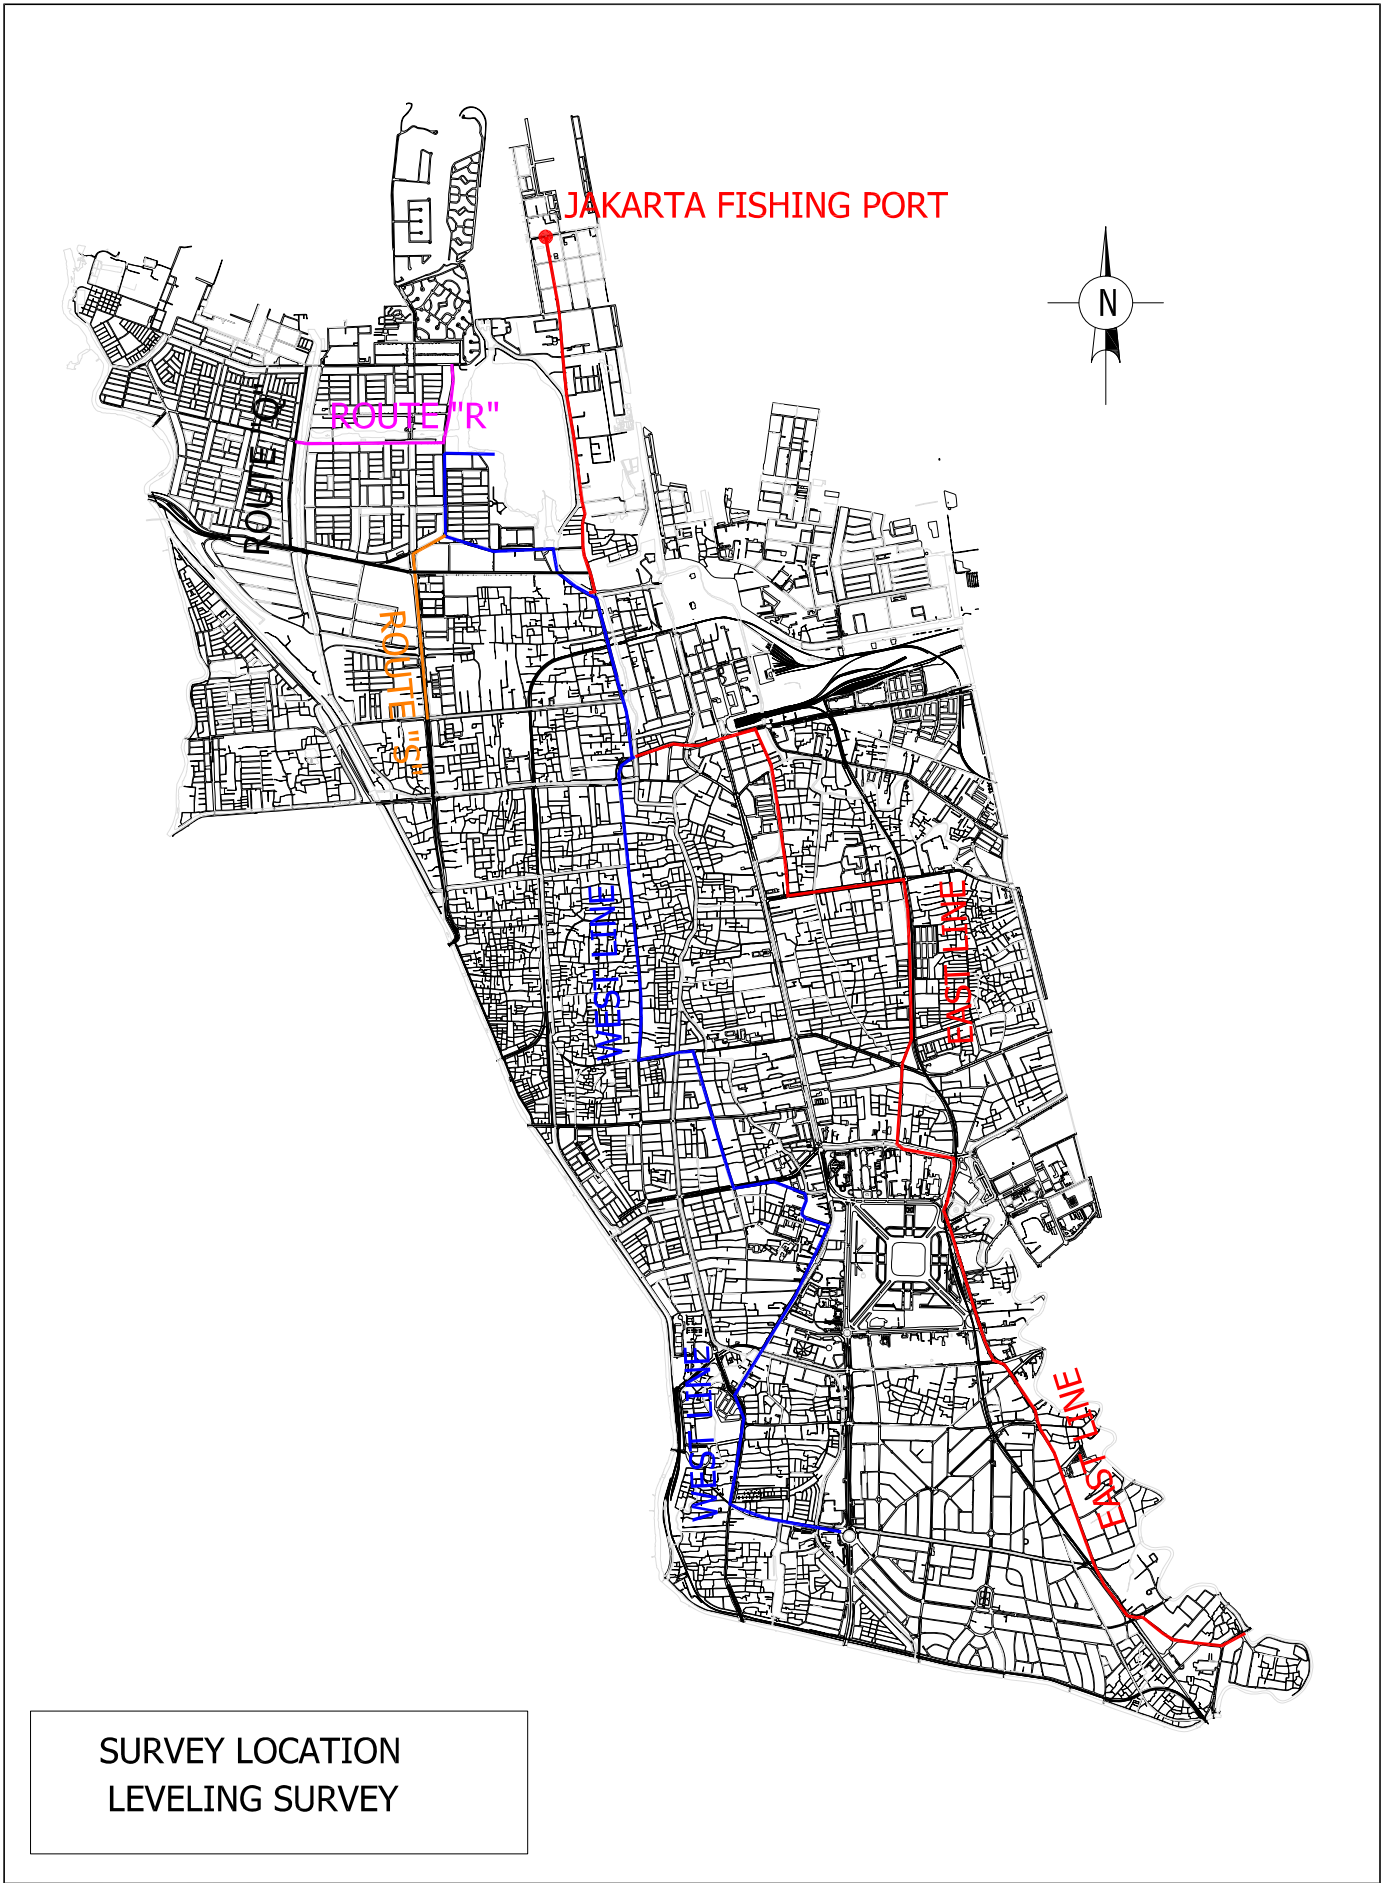 JAKARTA FISHING PORT
N
ROUTE "R"
ROUTE "Q"
ROUTE "S"
WEST LINE
EAST LINE
WEST LINE
EAST LINE
SURVEY LOCATION
LEVELING SURVEY